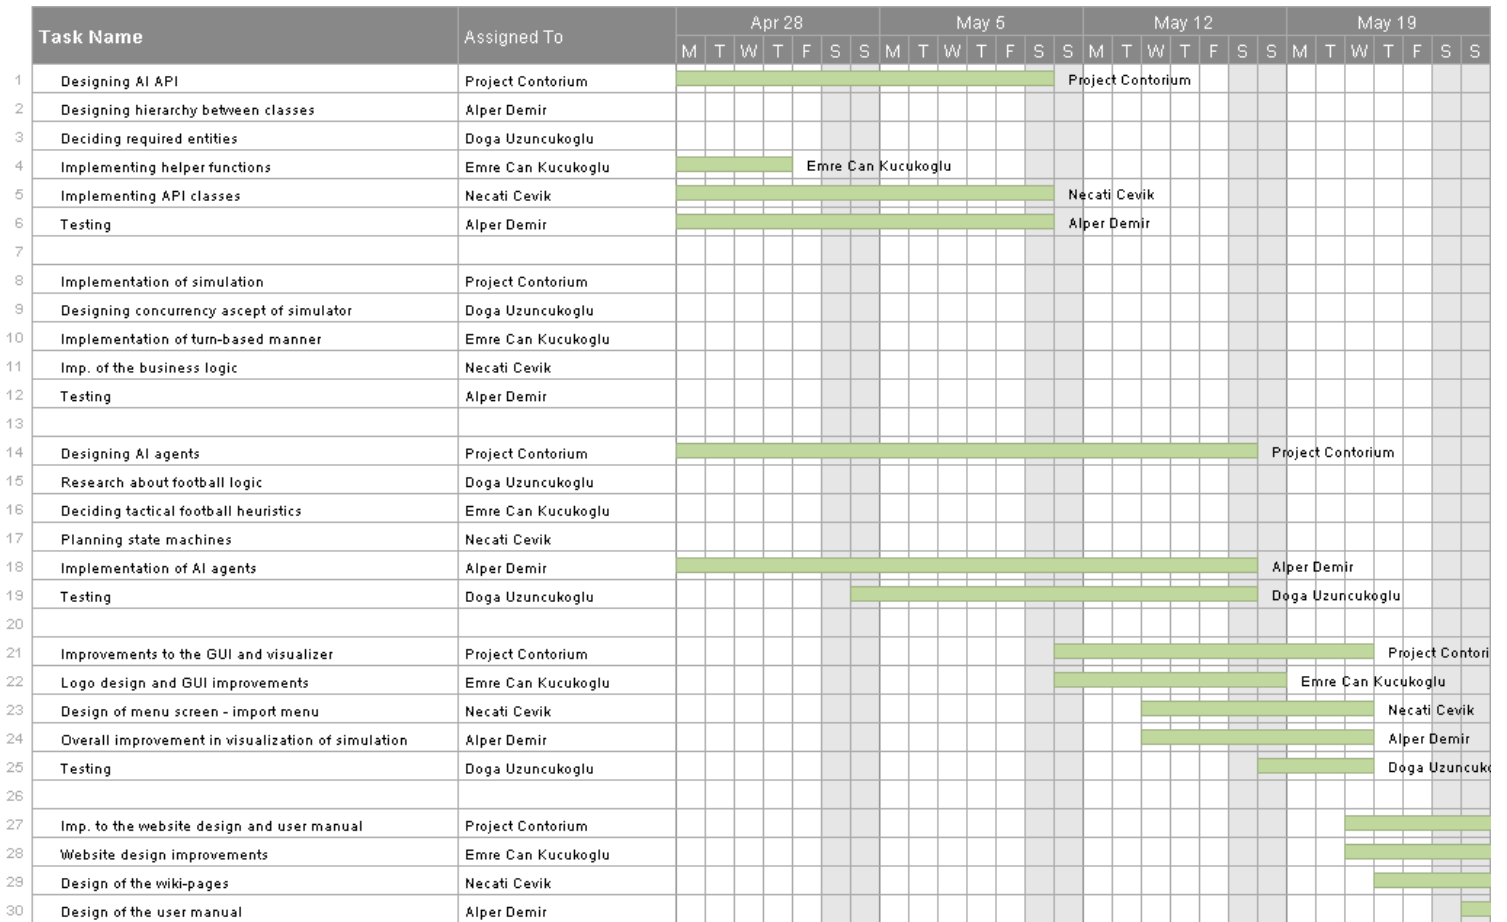 Task Name Assigned To Apr 28 May 5 May 12 May 19
M T W T F S S M T W T F S S M T W T F S S M T W T F S S
1 Designing AI API Project Contorium Project Contorium
2 Designing hierarchy between classes Alper Demir
3 Deciding required entities Doga Uzuncukoglu
4 Implementing helper functions Emre Can Kucukoglu Emre Can Kucukoglu
5 Implementing API classes Necati Cevik Necati Cevik
6 Testing Alper Demir Alper Demir
7
8 Implementation of simulation Project Contorium
9 Designing concurrency ascept of simulator Doga Uzuncukoglu
10 Implementation of turn-based manner Emre Can Kucukoglu
11 Imp. of the business logic Necati Cevik
12 Testing Alper Demir
13
14 Designing AI agents Project Contorium Project Contorium
15 Research about football logic Doga Uzuncukoglu
16 Deciding tactical football heuristics Emre Can Kucukoglu
17 Planning state machines Necati Cevik
18 Implementation of AI agents Alper Demir Alper Demir
19 Testing Doga Uzuncukoglu Doga Uzuncukoglu
20
21 Improvements to the GUI and visualizer Project Contorium Project Contori
22 Logo design and GUI improvements Emre Can Kucukoglu Emre Can Kucukoglu
23 Design of menu screen - import menu Necati Cevik Necati Cevik
24 Overall improvement in visualization of simulation Alper Demir Alper Demir
25 Testing Doga Uzuncukoglu Doga Uzuncuko
26
27 Imp. to the website design and user manual Project Contorium
28 Website design improvements Emre Can Kucukoglu
29 Design of the wiki-pages Necati Cevik
30 Design of the user manual Alper Demir